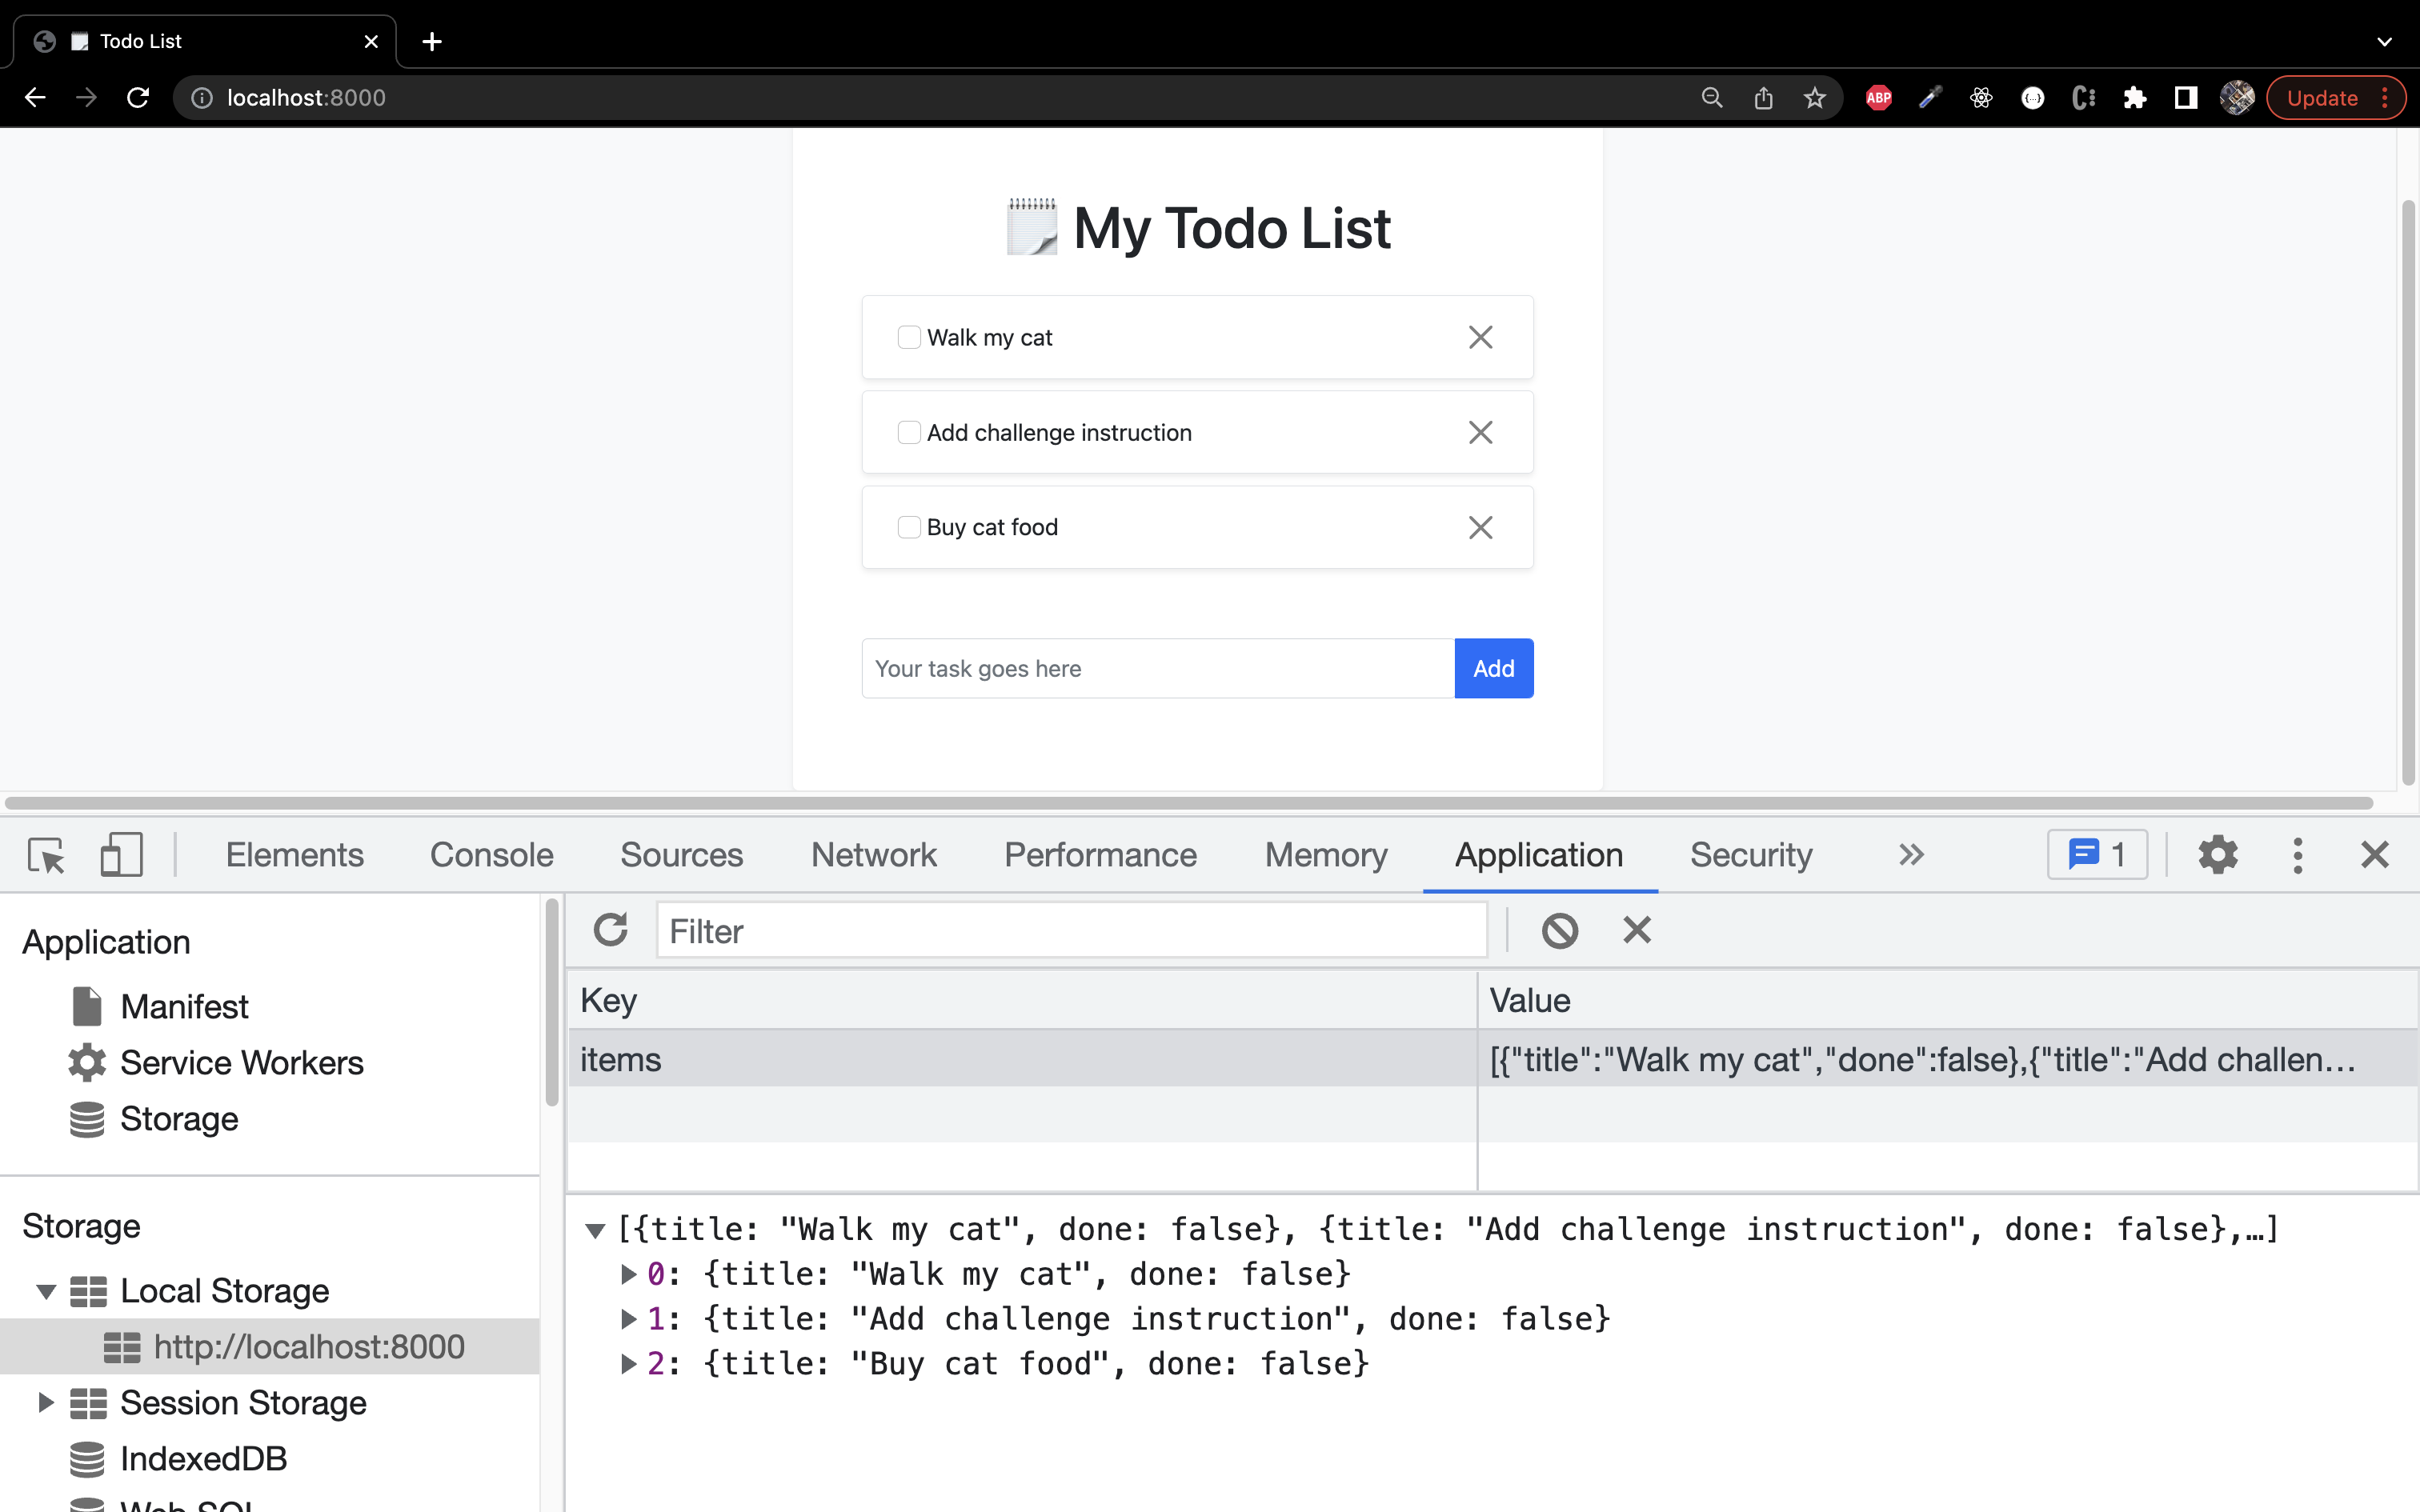 Todo List
localhost:8000
ABP
Update
My Todo List
Walk my cat
Add challenge instruction
Buy cat food
Your task goes here
Add
Elements Console Sources Network Performance Memory Application Security
1
Application
Manifest
Service Workers
Storage
Storage
Local Storage
http://localhost:8000
Session Storage
IndexedDB
Web SQL
Filter
Key Value
items [{"title":"Walk my cat","done":false},{"title":"Add challen…
[{title: "Walk my cat", done: false}, {title: "Add challenge instruction", done: false},…]
0: {title: "Walk my cat", done: false}
1: {title: "Add challenge instruction", done: false}
2: {title: "Buy cat food", done: false}